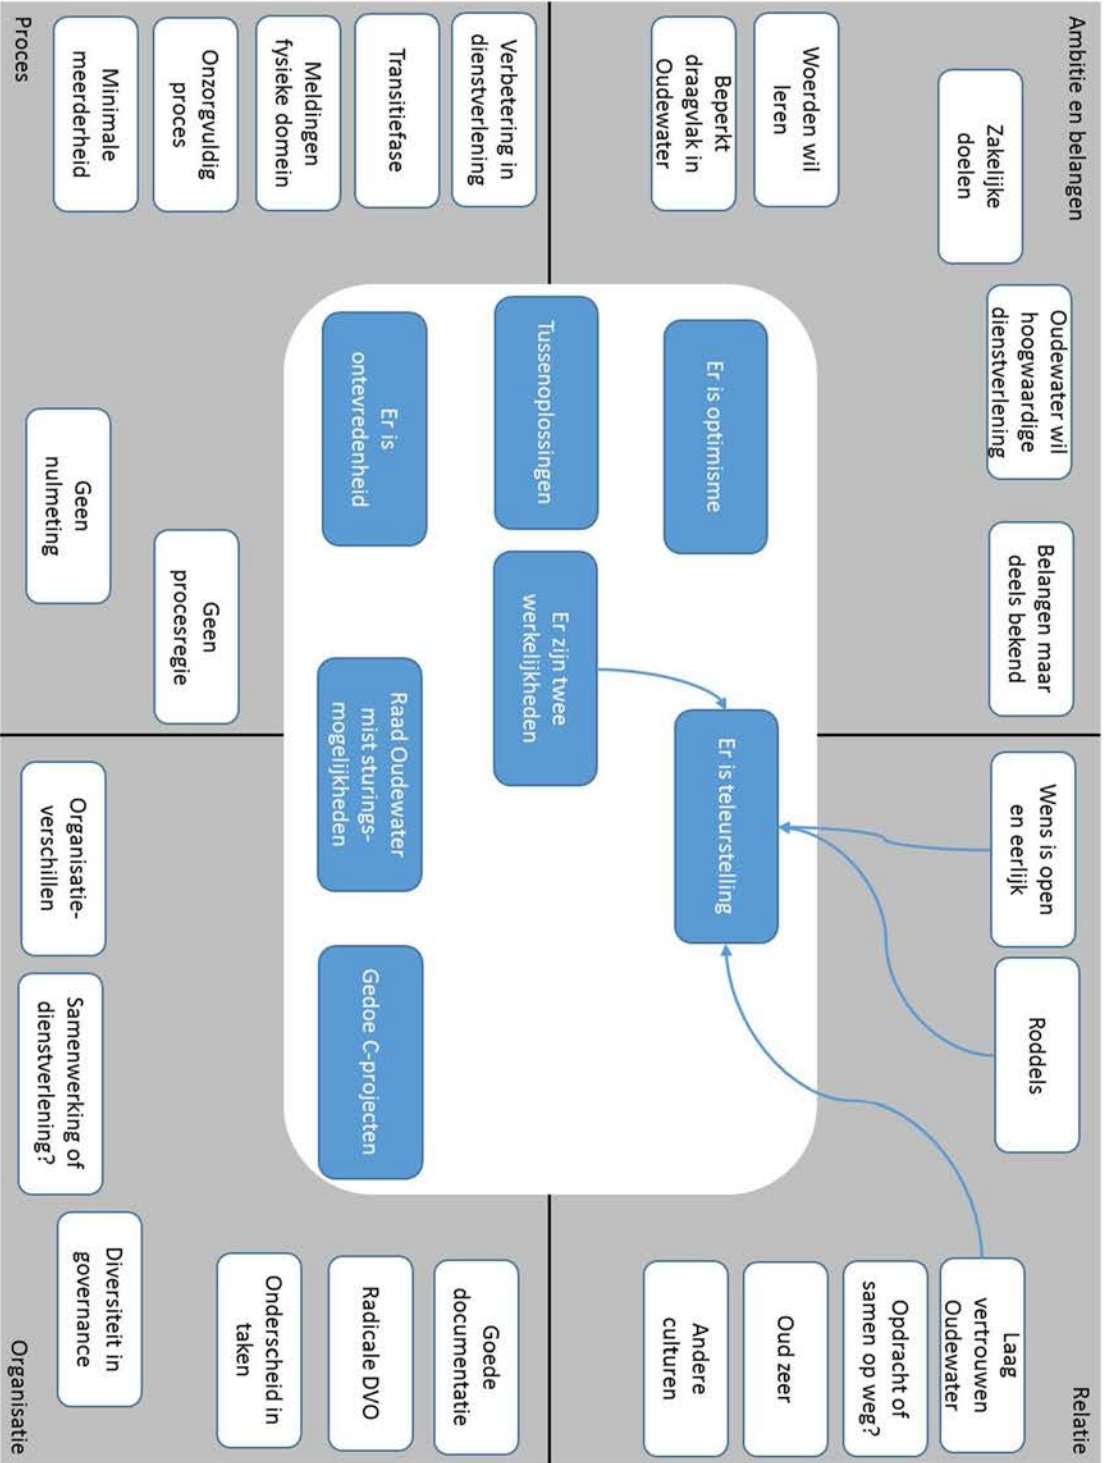 Ambitie en belangen
Zakelijke
doelen
Oudewater wil
hoogwaardige
dienstverlening
Belangen maar
deels bekend
Woerden wil
leren
Beperkt
draagvlak in
Oudewater
Wens is open
en eerlijk
Roddels
Relatie
Laag
vertrouwen
Oudewater
Opdracht of
samen op weg?
Oud zeer
Andere
culturen
Er is optimisme
Er is teleurstelling
Tussenoplossingen
Er zijn twee
werkelijkheden
Er is
ontevredenheid
Raad Oudewater
mist sturings-
mogelijkheden
Gedoe C-projecten
Verbetering in
dienstverlening
Transitiefase
Meldingen
fysieke domein
Onzorgvuldig
proces
Minimale
meerderheid
Proces
Geen
procesregie
Geen
nulmeting
Goede
documentatie
Radicale DVO
Onderscheid in
taken
Organisatie-
verschillen
Samenwerking of
dienstverlening?
Diversiteit in
governance
Organisatie